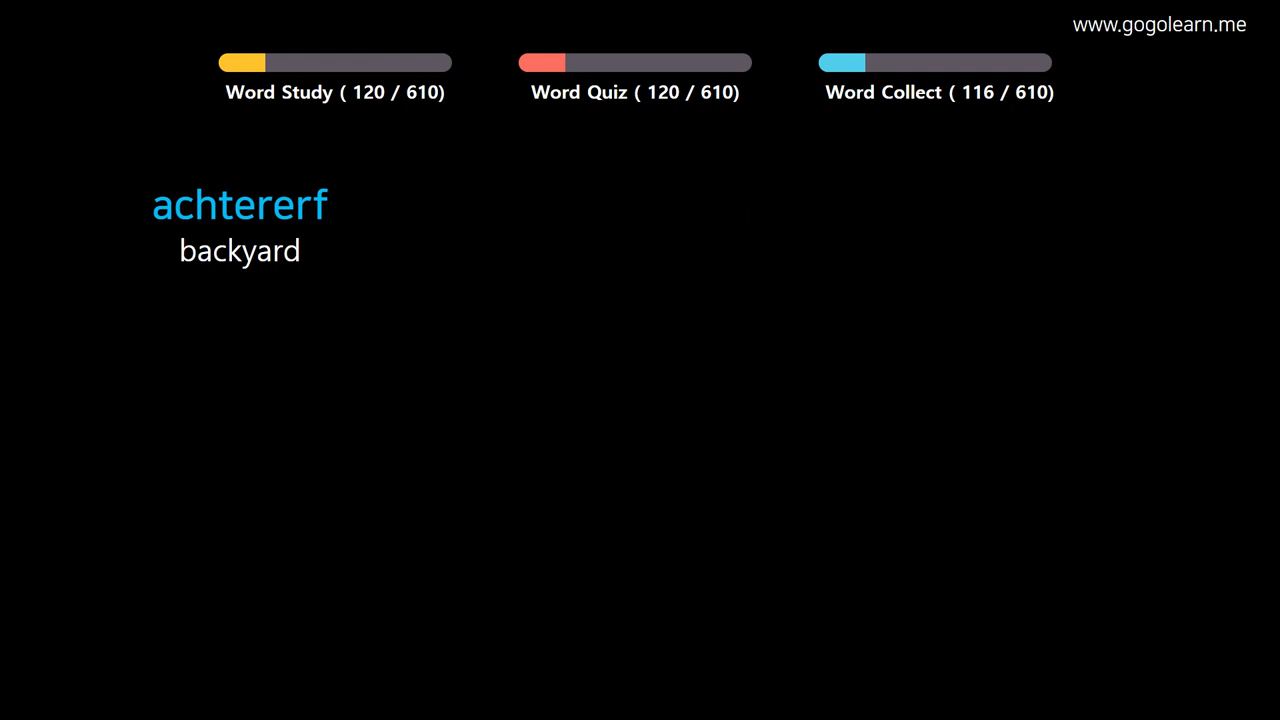 www.gogolearn.me
Word Study ( 120 / 610)
Word Quiz ( 120 / 610)
Word Collect ( 116 / 610)
achtererf
backyard